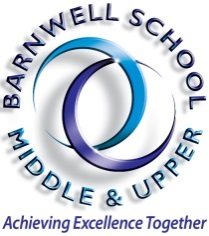 BARNWELL SCHOOL
MIDDLE & UPPER
Achieving Excellence Together